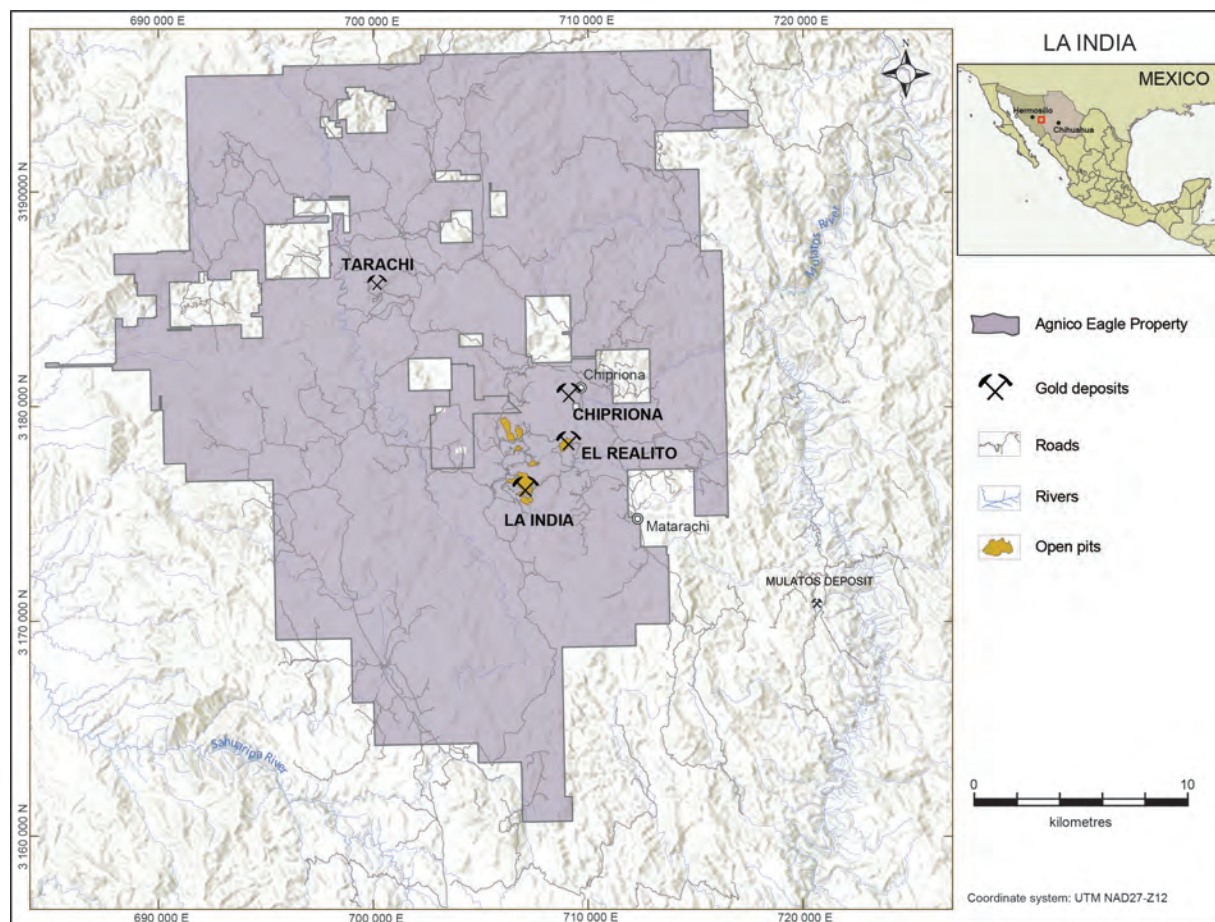 690 000 E
700 000 E
710 000 E
720 000 E
N
LA INDIA
MEXICO
Hermosillo
Chihuahua
3190000 N
Mulatos River
TARACHI
Agnico Eagle Property
Chipriona
Gold deposits
3 180 000 N
CHIPRIONA
EL REALITO
Roads
LA INDIA
Matarachi
Rivers
Open pits
MULATOS DEPOSIT
3 170 000 N
Sahuaripa River
0
10
kilometres
3 160 000 N
Coordinate system: UTM NAD27-Z12
690 000 E
700 000 E
710 000 E
720 000 E